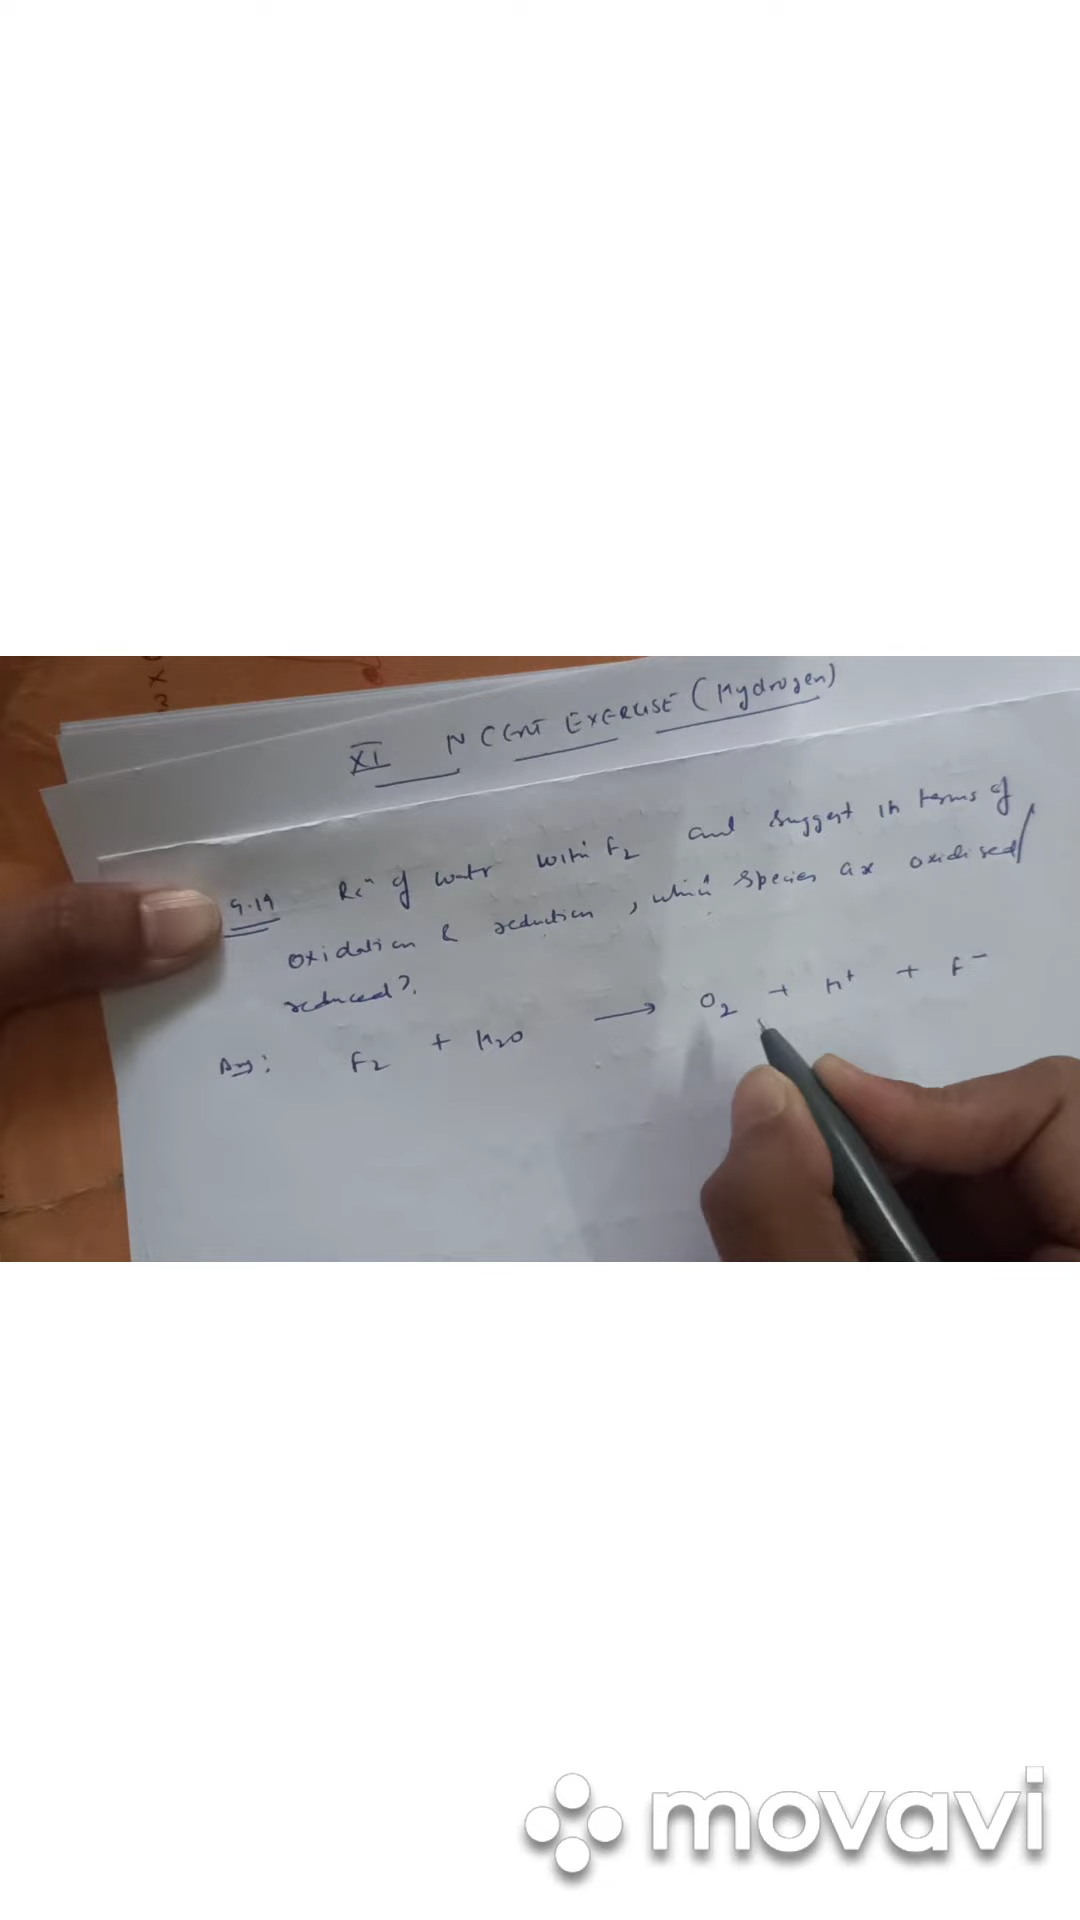 XI NCERT EXERCISE (Hydrogen)
9.19 Rcⁿ of water with F₂ and suggest in terms of
oxidation & reduction, which species are oxidised/
reduced?.
Ans: F₂ + H₂O ⟶ O₂ + H⁺ + F⁻
movavi